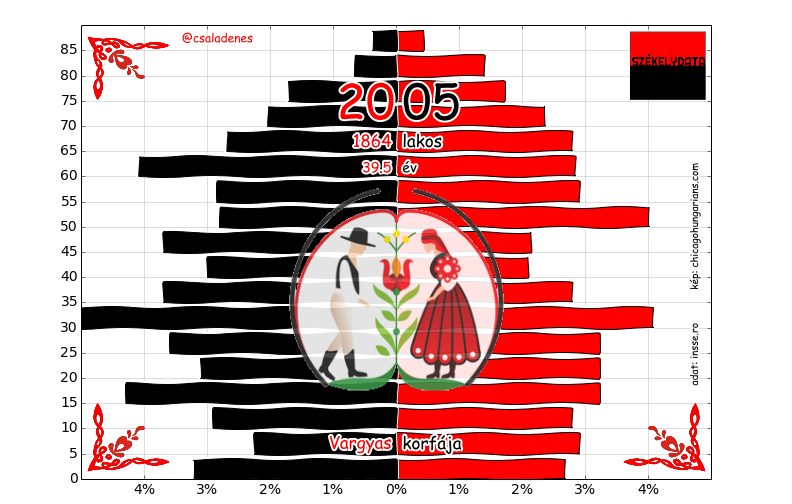 @csaladenes
SZÉKELYDATA
2005
1864 lakos
39.5 év
kép: chicagohungarians.com
adat: insse.ro
Vargyas korfája
85
80
75
70
65
60
55
50
45
40
35
30
25
20
15
10
5
0
4% 3% 2% 1% 0% 1% 2% 3% 4%